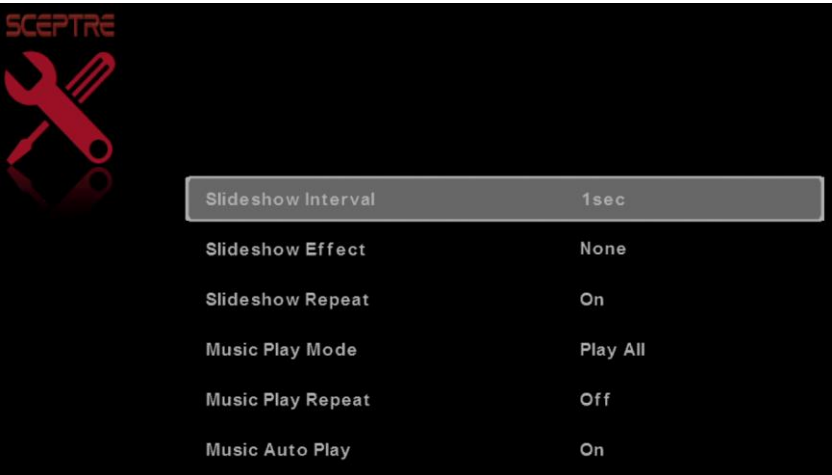 SCEPTRE
Slideshow Interval 1sec
Slideshow Effect None
Slideshow Repeat On
Music Play Mode Play All
Music Play Repeat Off
Music Auto Play On